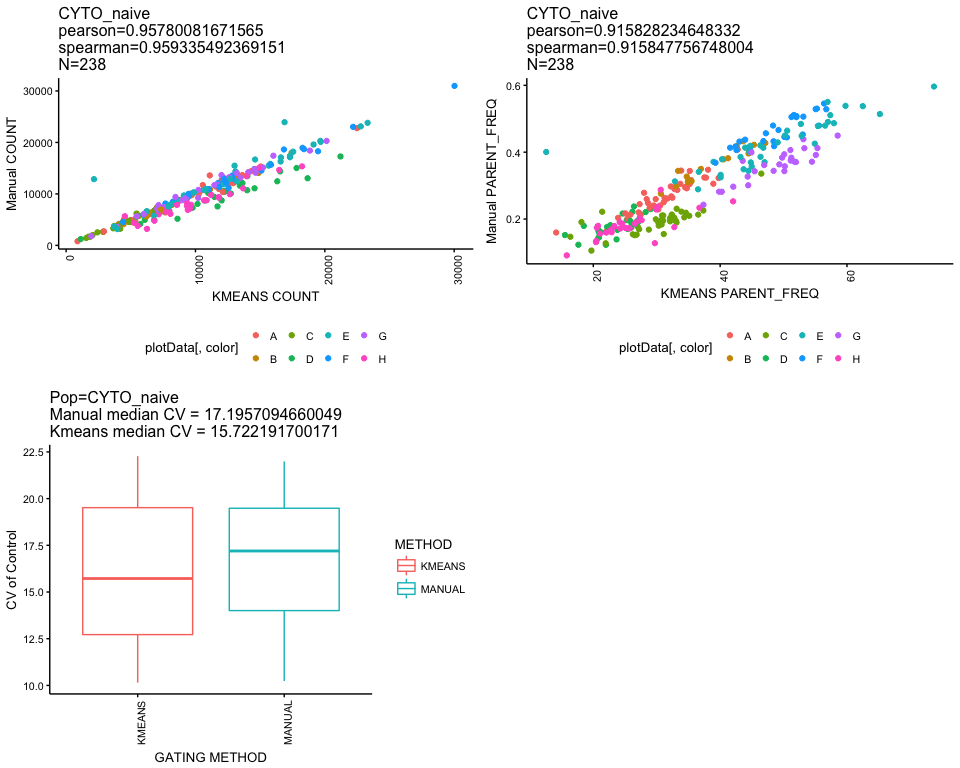 CYTO_naive
pearson=0.95780081671565
spearman=0.959335492369151
N=238
Manual COUNT
30000
20000
10000
0
0
10000
20000
30000
KMEANS COUNT
plotData[, color]
A
C
E
G
B
D
F
H
CYTO_naive
pearson=0.915828234648332
spearman=0.915847756748004
N=238
Manual PARENT_FREQ
0.6
0.4
0.2
20
40
60
KMEANS PARENT_FREQ
plotData[, color]
A
C
E
G
B
D
F
H
Pop=CYTO_naive
Manual median CV = 17.1957094660049
Kmeans median CV = 15.722191700171
CV of Control
22.5
20.0
17.5
15.0
12.5
10.0
KMEANS
MANUAL
GATING METHOD
METHOD
KMEANS
MANUAL